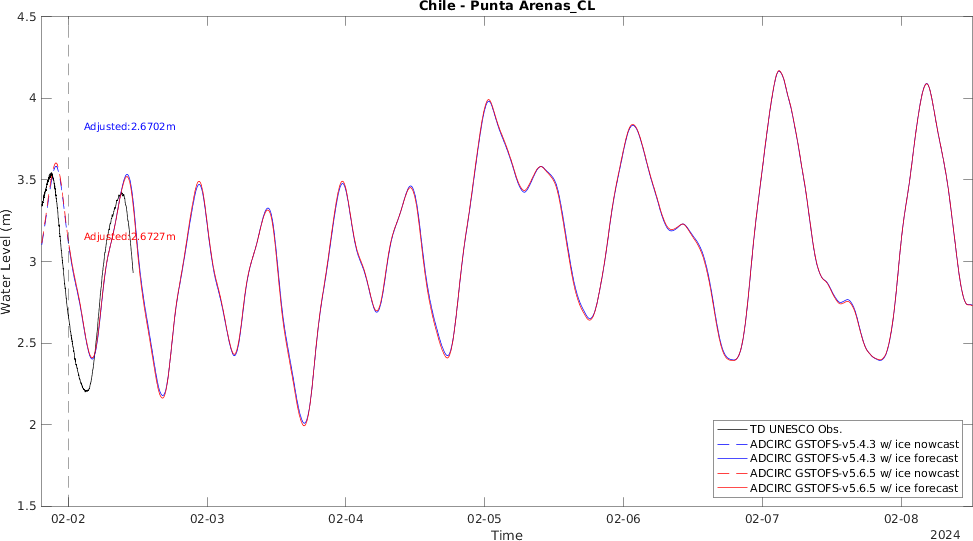 Chile - Punta Arenas_CL
4.5
4
3.5
3
2.5
2
1.5
Water Level (m)
Adjusted:2.6702m
Adjusted:2.6727m
TD UNESCO Obs.
ADCIRC GSTOFS-v5.4.3 w/ ice nowcast
ADCIRC GSTOFS-v5.4.3 w/ ice forecast
ADCIRC GSTOFS-v5.6.5 w/ ice nowcast
ADCIRC GSTOFS-v5.6.5 w/ ice forecast
02-02 02-03 02-04 02-05 02-06 02-07 02-08
Time
2024